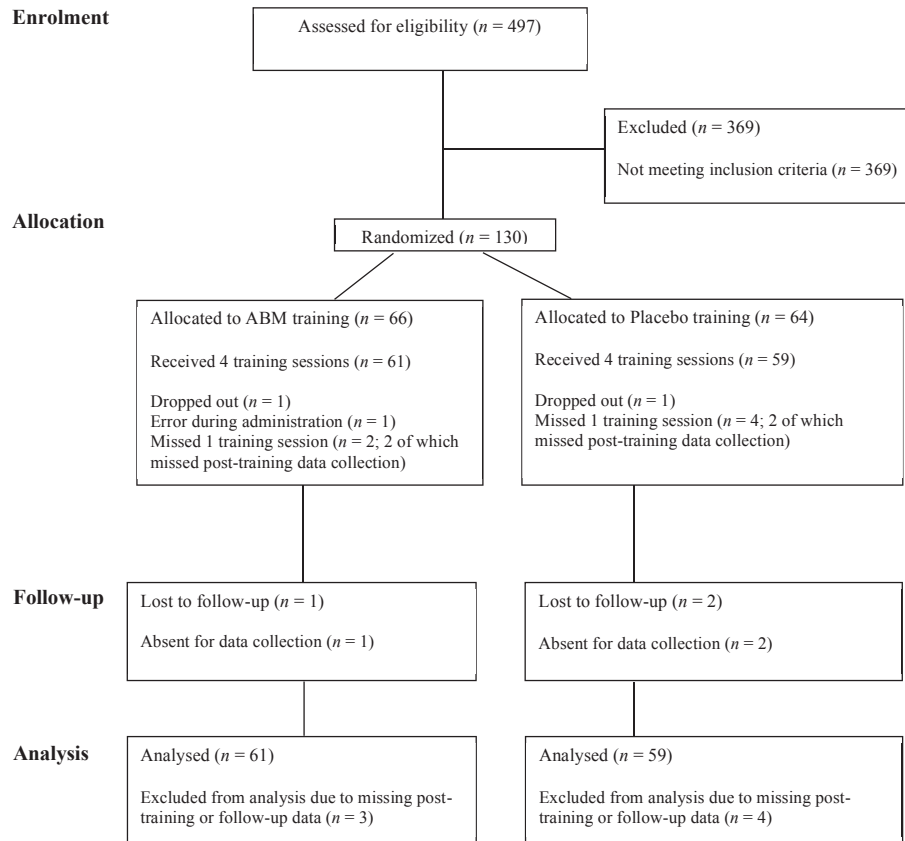 Enrolment
Assessed for eligibility (n = 497)
Excluded (n = 369)
Not meeting inclusion criteria (n = 369)
Allocation
Randomized (n = 130)
Allocated to ABM training (n = 66)
Received 4 training sessions (n = 61)
Dropped out (n = 1)
Error during administration (n = 1)
Missed 1 training session (n = 2; 2 of which
missed post-training data collection)
Allocated to Placebo training (n = 64)
Received 4 training sessions (n = 59)
Dropped out (n = 1)
Missed 1 training session (n = 4; 2 of which
missed post-training data collection)
Follow-up
Lost to follow-up (n = 1)
Absent for data collection (n = 1)
Lost to follow-up (n = 2)
Absent for data collection (n = 2)
Analysis
Analysed (n = 61)
Excluded from analysis due to missing post-
training or follow-up data (n = 3)
Analysed (n = 59)
Excluded from analysis due to missing post-
training or follow-up data (n = 4)